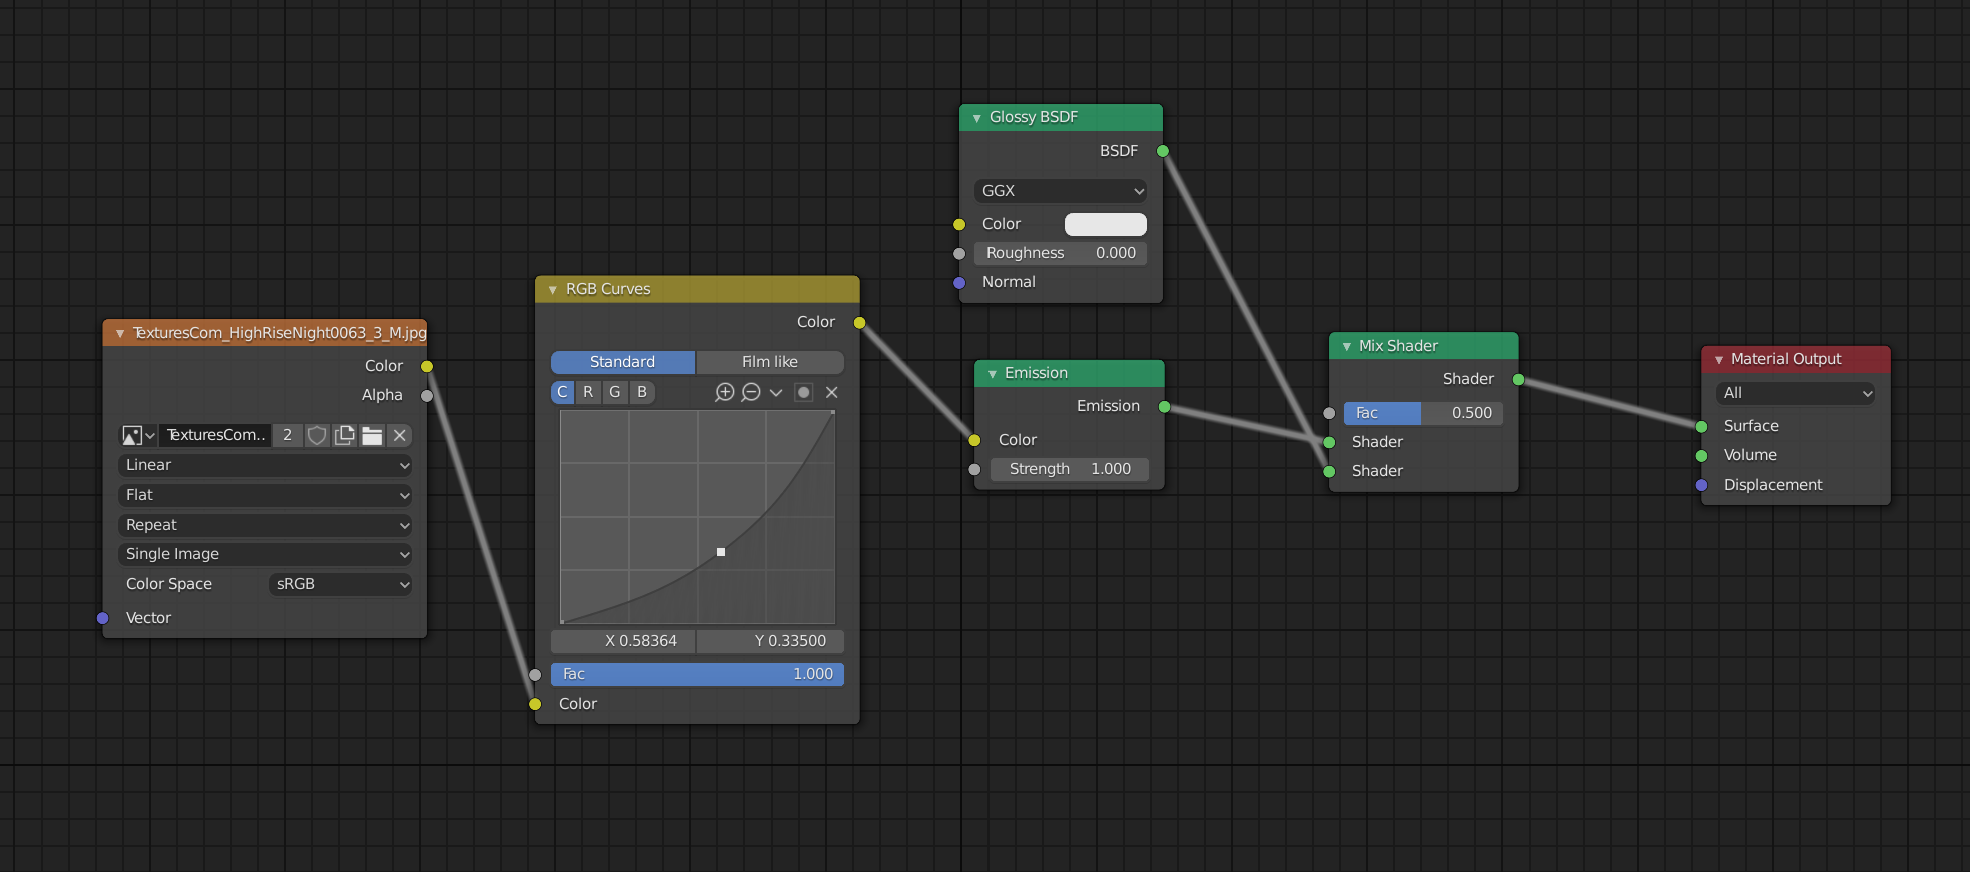 TexturesCom_HighRiseNight0063_3_M.jpg
Color
Alpha
TexturesCom..
2
Linear
Flat
Repeat
Single Image
Color Space
sRGB
Vector
RGB Curves
Color
Standard
Film like
C R G B
X 0.58364
Y 0.33500
Fac 1.000
Color
Glossy BSDF
BSDF
GGX
Color
Roughness 0.000
Normal
Emission
Emission
Color
Strength 1.000
Mix Shader
Shader
Fac 0.500
Shader
Shader
Material Output
All
Surface
Volume
Displacement